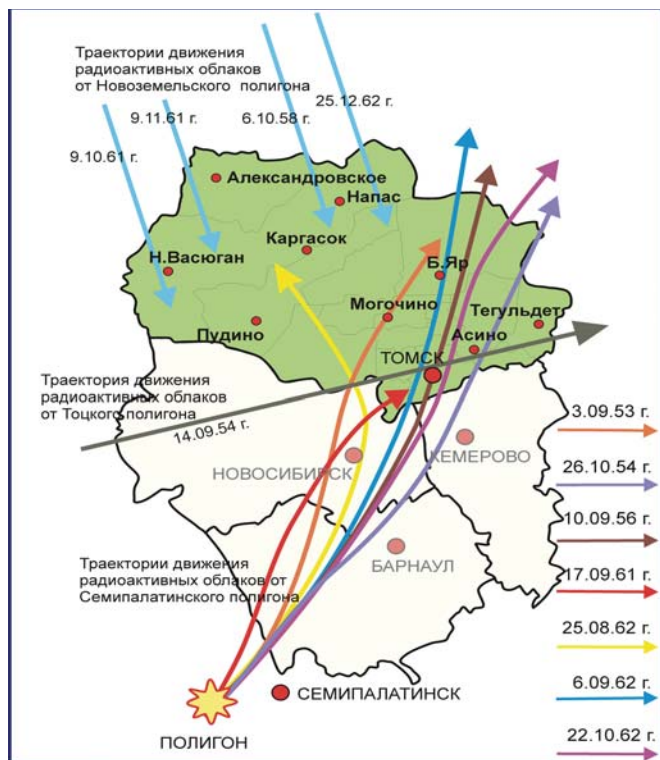 Траектории движения
радиоактивных облаков
от Новоземельского полигона
25.12.62 г.
9.11.61 г.
6.10.58 г.
9.10.61 г.
Александровское
Напас
Каргасок
Н.Васюган
Б.Яр
Могочино
Тегульдет
Пудино
Асино
ТОМСК
Траектория движения
радиоактивных облаков
от Тоцкого полигона
14.09.54 г.
3.09.53 г.
НОВОСИБИРСК
КЕМЕРОВО
26.10.54 г.
10.09.56 г.
БАРНАУЛ
Траектории движения
радиоактивных облаков от
Семипалатинского полигона
17.09.61 г.
25.08.62 г.
6.09.62 г.
СЕМИПАЛАТИНСК
22.10.62 г.
ПОЛИГОН